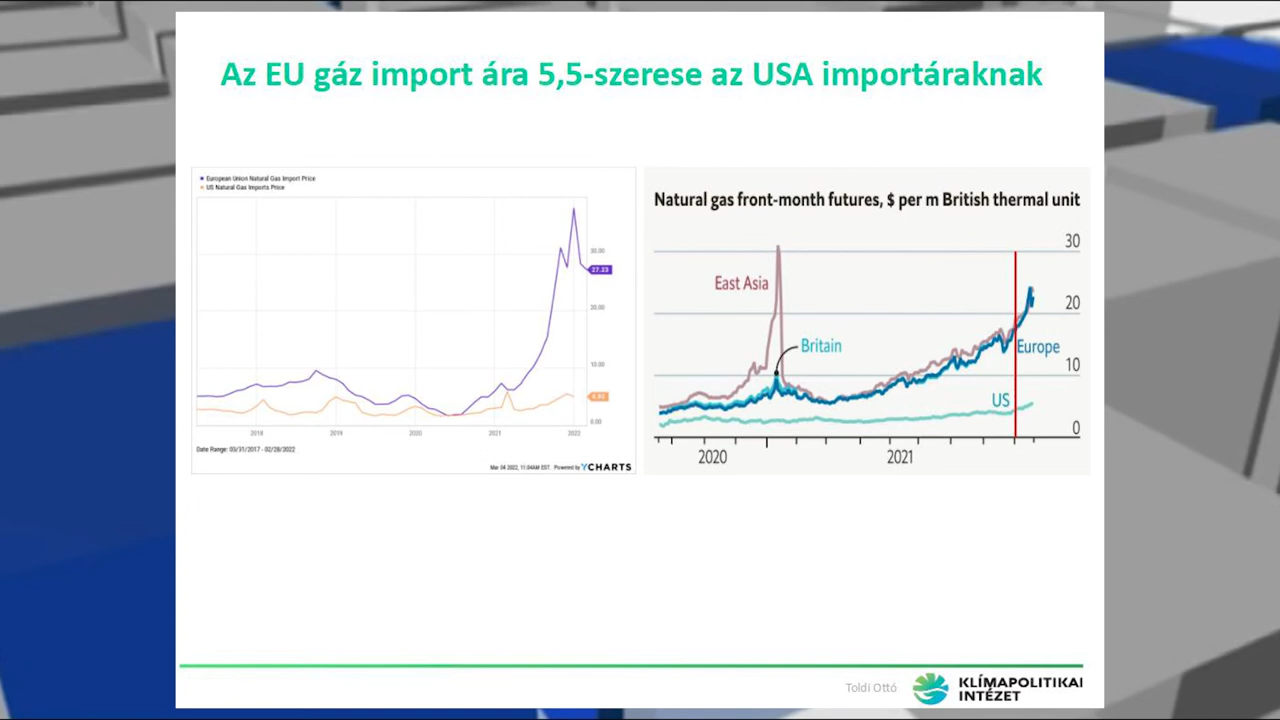 Az EU gáz import ára 5,5-szerese az USA importáraknak
European Union Natural Gas Import Price
US Natural Gas Imports Price
30.00
27.23
20.00
10.00
0.00
2018 2019 2020 2021 2022
Date Range: 03/31/2017 - 02/28/2022
Mar 04 2022, 11:04AM EST. Powered by YCHARTS
Natural gas front-month futures, $ per m British thermal unit
30
East Asia
20
Britain
Europe
10
US
0
2020 2021
Toldi Ottó
KLÍMAPOLITIKAI
INTÉZET